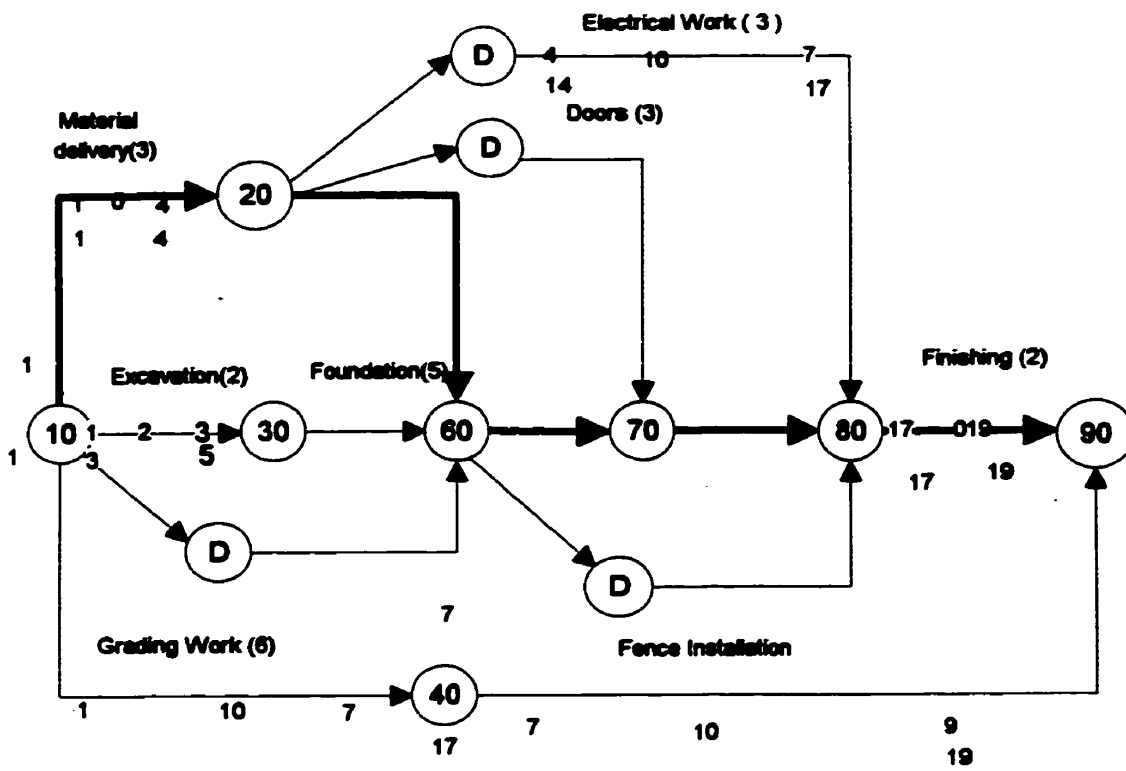 Electrical Work ( 3 )
D
4 10 7
14 17
Doors (3)
Material
delivery(3)
D
20
1 0 4
1 4
1
Excavation(2)
Foundation(5)
Finishing (2)
10 1 2 3 30 60 70 80 17 019 90
1 3 5
17 19
D
D
7
Grading Work (6)
Fence Installation
40
1 10 7
7 10 9
17 19